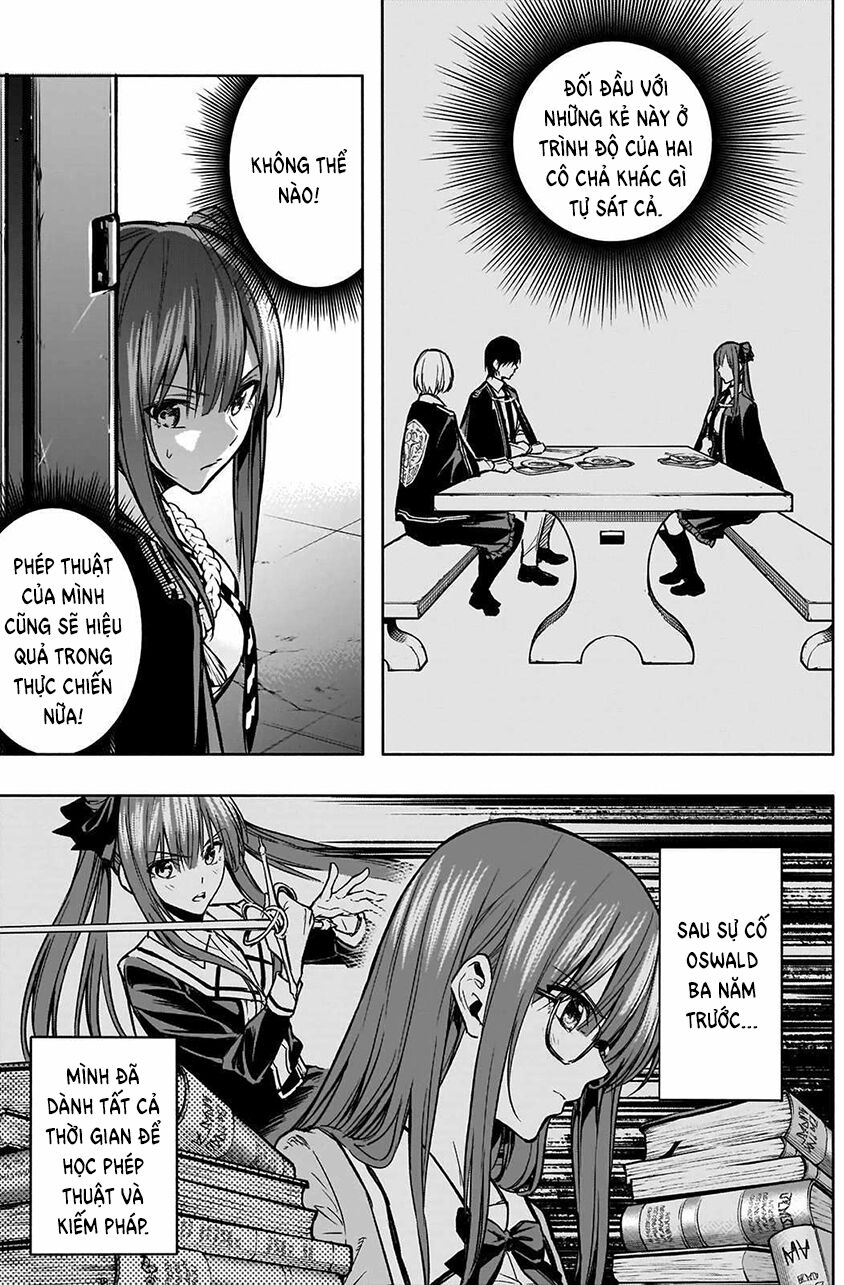 ĐỐI ĐẦU VỚI
NHỮNG KẺ NÀY Ở
TRÌNH ĐỘ CỦA HAI
CÔ CHẢ KHÁC GÌ
TỰ SÁT CẢ.
KHÔNG THỂ
NÀO!
PHÉP THUẬT
CỦA MÌNH
CŨNG SẼ HIỆU
QUẢ TRONG
THỰC CHIẾN
NỮA!
SAU SỰ CỐ
OSWALD
BA NĂM
TRƯỚC...
MÌNH ĐÃ
DÀNH TẤT CẢ
THỜI GIAN ĐỂ
HỌC PHÉP
THUẬT VÀ
KIẾM PHÁP.